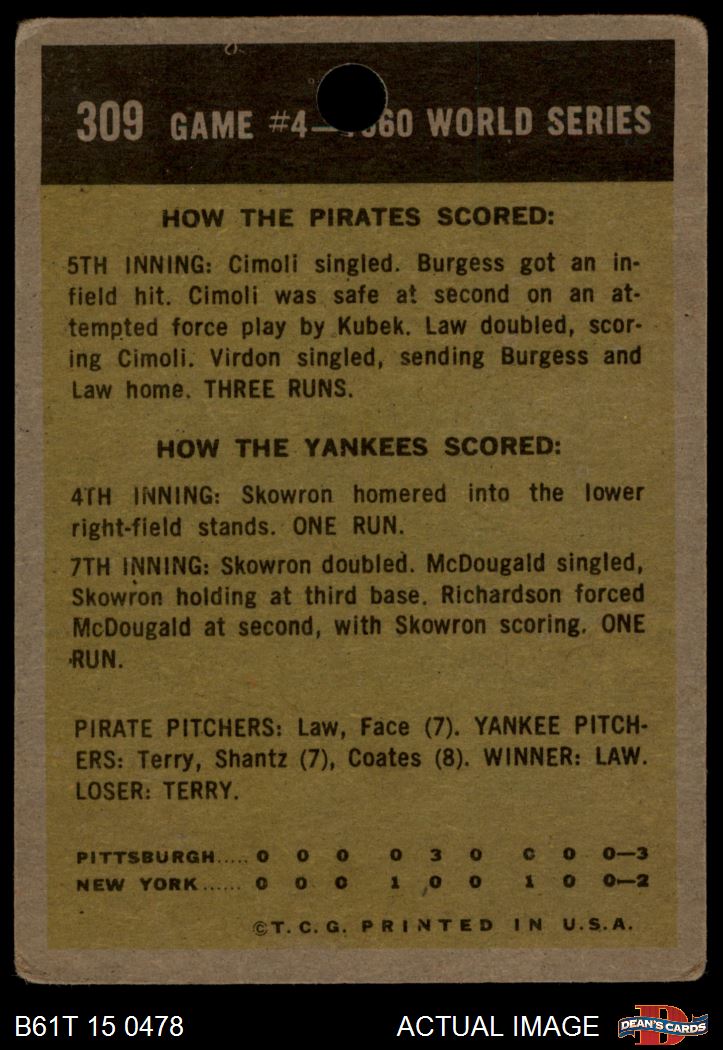 309 GAME #4—1960 WORLD SERIES
HOW THE PIRATES SCORED:
5TH INNING: Cimoli singled. Burgess got an in-
field hit. Cimoli was safe at second on an at-
tempted force play by Kubek. Law doubled, scor-
ing Cimoli. Virdon singled, sending Burgess and
Law home. THREE RUNS.
HOW THE YANKEES SCORED:
4TH INNING: Skowron homered into the lower
right-field stands. ONE RUN.
7TH INNING: Skowron doubled. McDougald singled,
Skowron holding at third base. Richardson forced
McDougald at second, with Skowron scoring. ONE
RUN.
PIRATE PITCHERS: Law, Face (7). YANKEE PITCH-
ERS: Terry, Shantz (7), Coates (8). WINNER: LAW.
LOSER: TERRY.
PITTSBURGH..... 0 0 0 0 3 0 0 0 0—3
NEW YORK...... 0 0 0 1 0 0 1 0 0—2
©T. C. G. PRINTED IN U.S.A.
B61T 15 0478 ACTUAL IMAGE DEAN'S CARDS